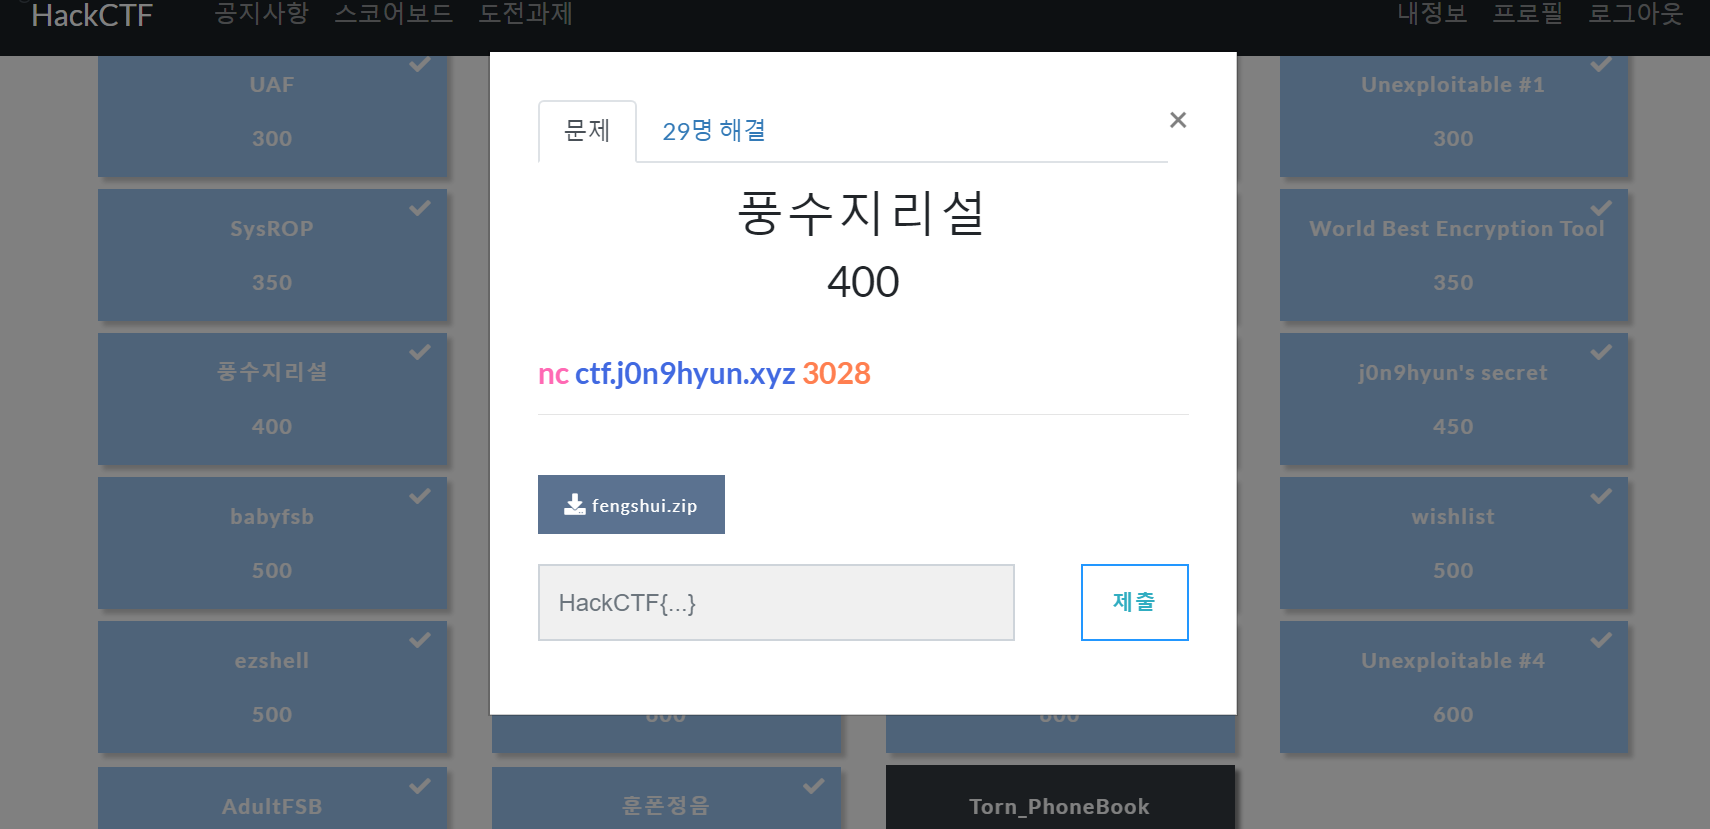 HackCTF 공지사항 스코어보드 도전과제 내정보 프로필 로그아웃
UAF
300
Unexploitable #1
300
SysROP
350
World Best Encryption Tool
350
풍수지리설
400
j0n9hyun's secret
450
babyfsb
500
wishlist
500
ezshell
500
600
600
Unexploitable #4
600
AdultFSB
훈폰정음
Torn_PhoneBook
문제 29명 해결 ×
풍수지리설
400
nc ctf.j0n9hyun.xyz 3028
fengshui.zip
HackCTF{...} 제출